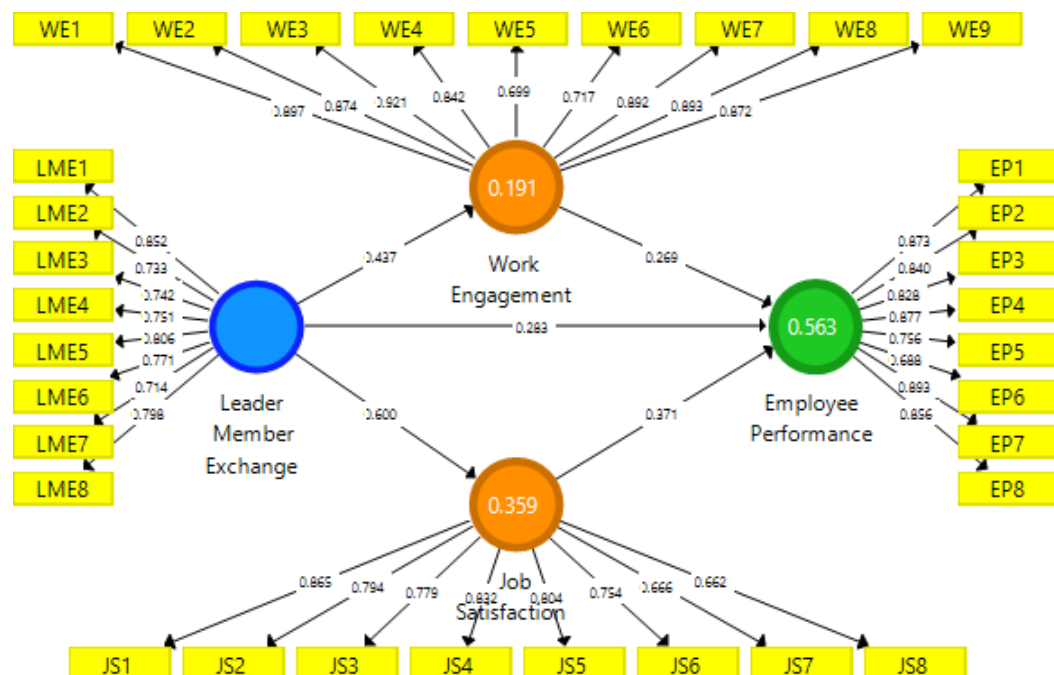 WE1 WE2 WE3 WE4 WE5 WE6 WE7 WE8 WE9
0.897 0.874 0.921 0.842 0.699 0.717 0.892 0.893 0.872
LME1
LME2
LME3
LME4
LME5
LME6
LME7
LME8
0.852
0.733
0.742
0.751
0.806
0.771
0.714
0.798
0.191
Work
Engagement
0.437
0.269
0.283
0.600
0.371
Leader
Member
Exchange
0.563
Employee
Performance
0.873
0.840
0.828
0.877
0.756
0.688
0.893
0.856
EP1
EP2
EP3
EP4
EP5
EP6
EP7
EP8
0.359
Job
Satisfaction
0.865 0.794 0.779 0.832 0.804 0.754 0.666 0.662
JS1 JS2 JS3 JS4 JS5 JS6 JS7 JS8